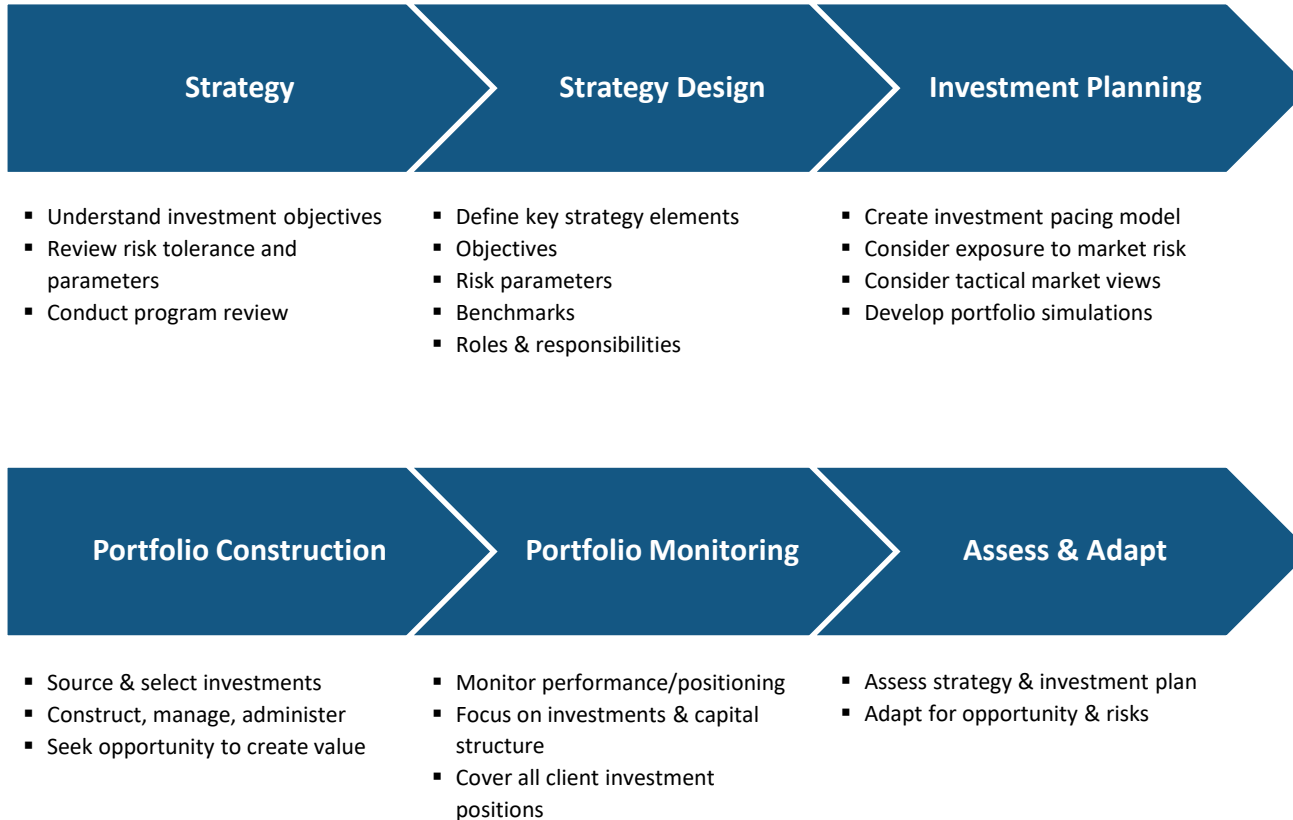 Strategy
Strategy Design
Investment Planning
▪ Understand investment objectives
▪ Review risk tolerance and
parameters
▪ Conduct program review
▪ Define key strategy elements
▪ Objectives
▪ Risk parameters
▪ Benchmarks
▪ Roles & responsibilities
▪ Create investment pacing model
▪ Consider exposure to market risk
▪ Consider tactical market views
▪ Develop portfolio simulations
Portfolio Construction
Portfolio Monitoring
Assess & Adapt
▪ Source & select investments
▪ Construct, manage, administer
▪ Seek opportunity to create value
▪ Monitor performance/positioning
▪ Focus on investments & capital
structure
▪ Cover all client investment
positions
▪ Assess strategy & investment plan
▪ Adapt for opportunity & risks